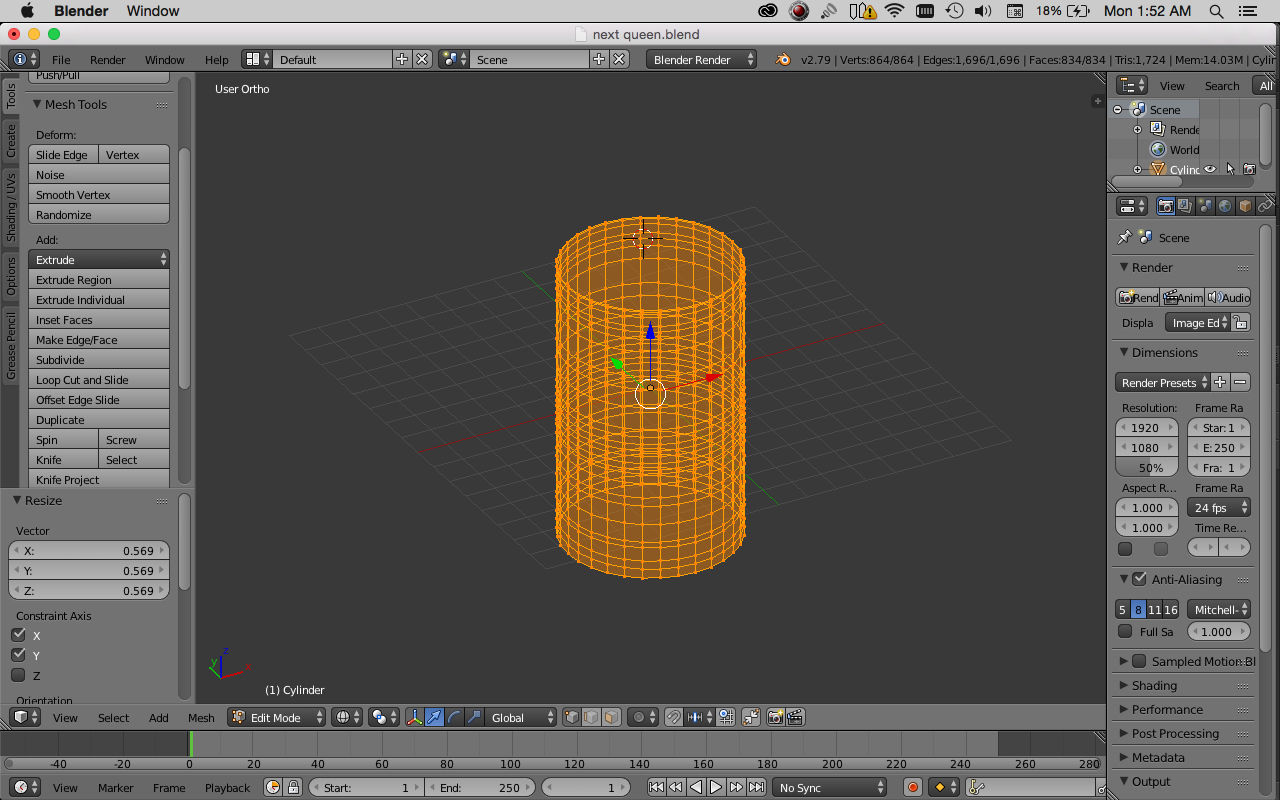 Blender Window
18% Mon 1:52 AM
next queen.blend
File Render Window Help Default Scene Blender Render v2.79 | Verts:864/864 | Edges:1,696/1,696 | Faces:834/834 | Tris:1,724 | Mem:14.03M | Cylin
Push/Pull
Mesh Tools
Deform:
Slide Edge Vertex
Noise
Smooth Vertex
Randomize
Add:
Extrude
Extrude Region
Extrude Individual
Inset Faces
Make Edge/Face
Subdivide
Loop Cut and Slide
Offset Edge Slide
Duplicate
Spin Screw
Knife Select
Knife Project
Tools
Create
Shading / UVs
Options
Grease Pencil
Resize
Vector
X: 0.569
Y: 0.569
Z: 0.569
Constraint Axis
X
Y
Z
Orientation
User Ortho
z
y
x
(1) Cylinder
View Select Add Mesh Edit Mode Global
-40 -20 0 20 40 60 80 100 120 140 160 180 200 220 240 260 280
View Marker Frame Playback Start: 1 End: 250 1 No Sync
View Search All
Scene
Rende
World
Cylinc
Scene
Render
Rend Anim Audio
Displa Image Ed
Dimensions
Render Presets
Resolution: Frame Ra
1920 Star: 1
1080 E: 250
50% Fra: 1
Aspect R... Frame Ra
1.000 24 fps
1.000 Time Re...
Anti-Aliasing
5 8 11 16 Mitchell-
Full Sa 1.000
Sampled Motion Bl
Shading
Performance
Post Processing
Metadata
Output